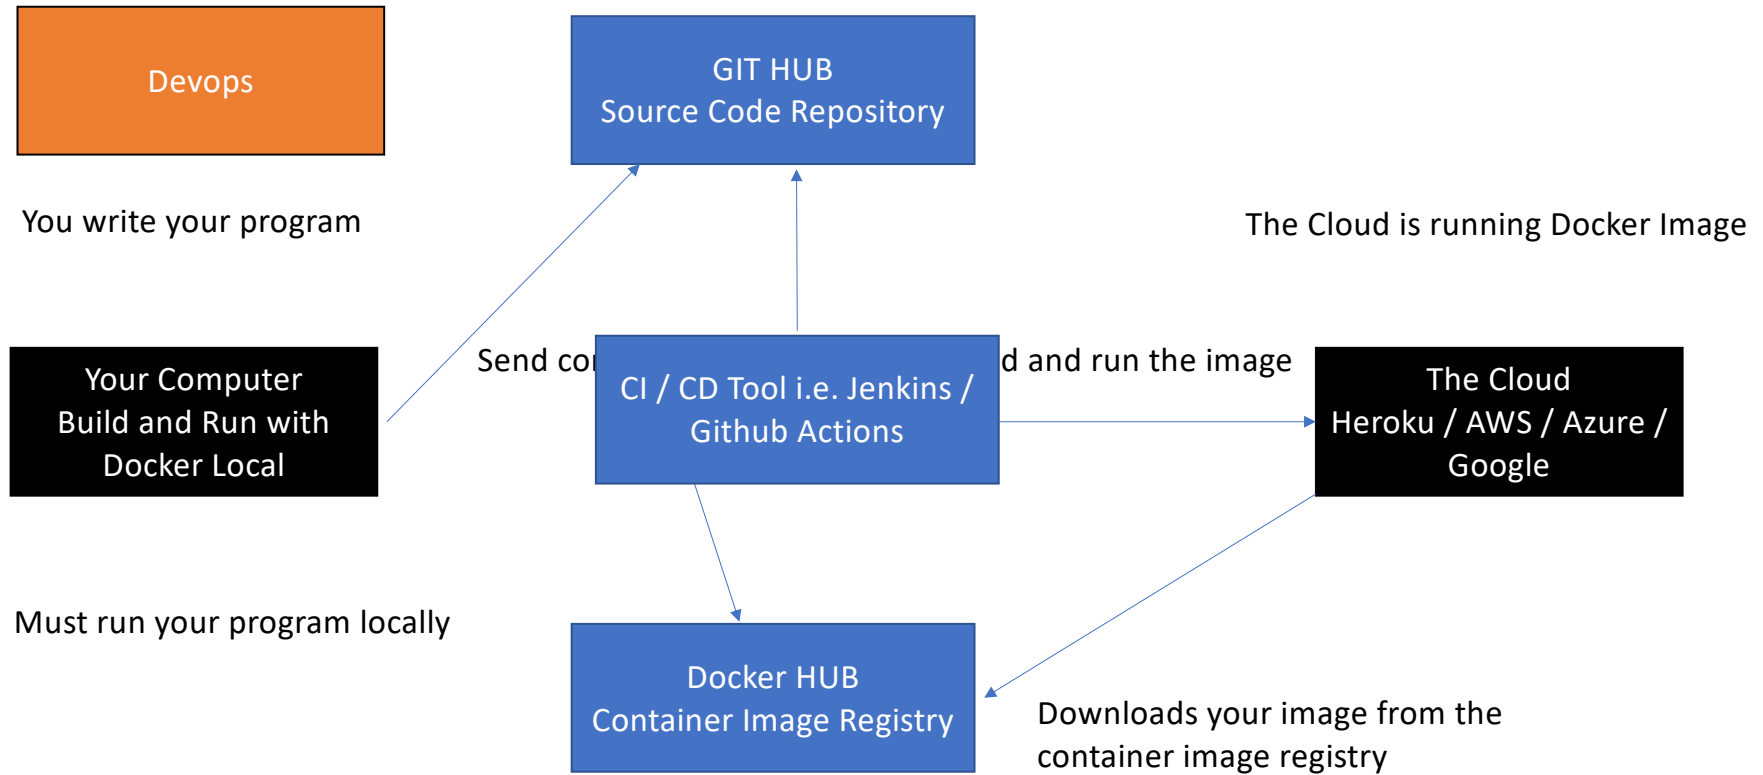 Devops
GIT HUB
Source Code Repository
You write your program
The Cloud is running Docker Image
Send
d and run the image
Your Computer
Build and Run with
Docker Local
CI / CD Tool i.e. Jenkins /
Github Actions
The Cloud
Heroku / AWS / Azure /
Google
Must run your program locally
Docker HUB
Container Image Registry
Downloads your image from the
container image registry